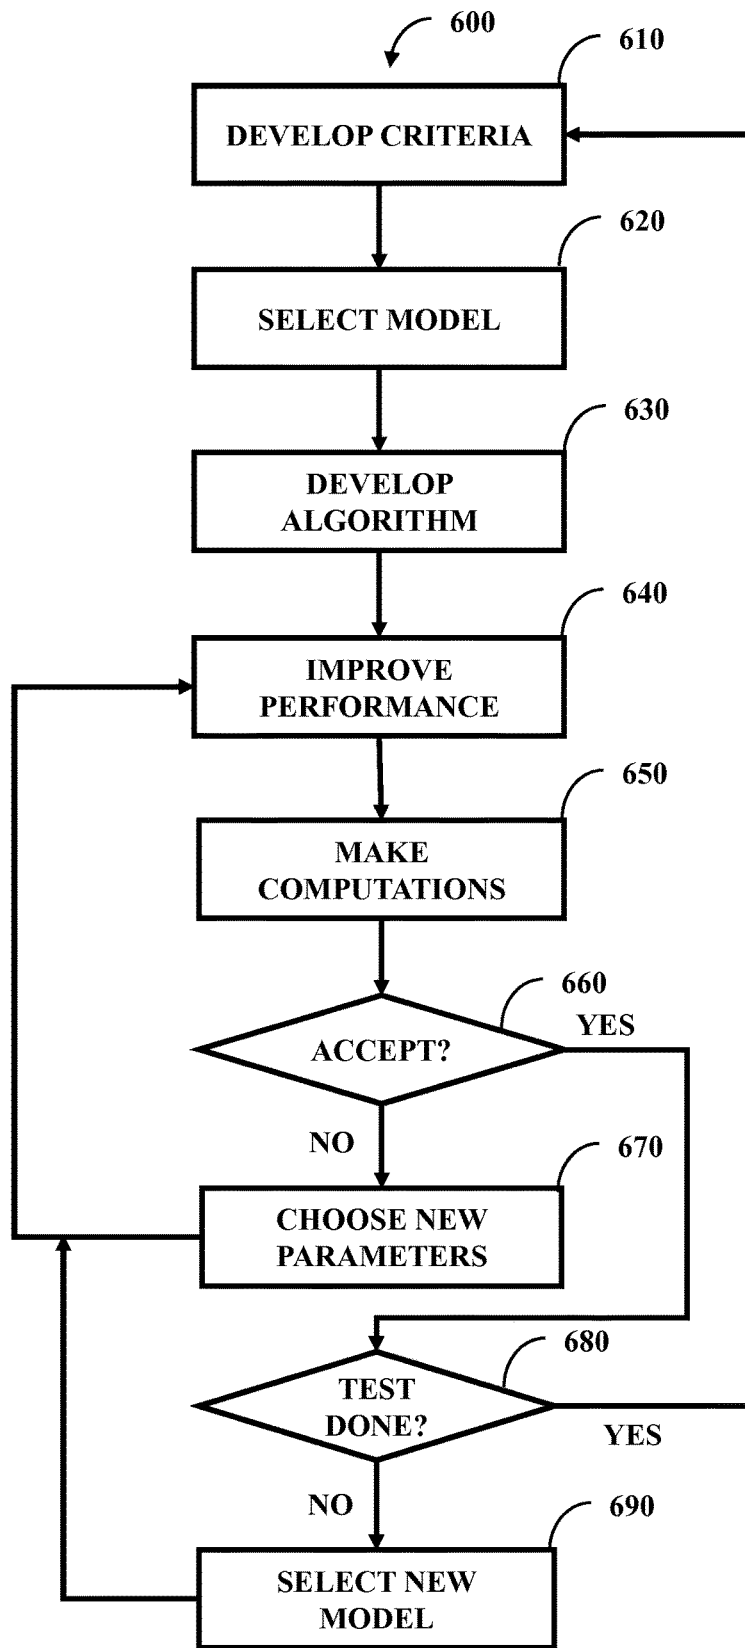 600
610
DEVELOP CRITERIA
620
SELECT MODEL
630
DEVELOP
ALGORITHM
640
IMPROVE
PERFORMANCE
650
MAKE
COMPUTATIONS
660
YES
ACCEPT?
NO
670
CHOOSE NEW
PARAMETERS
680
TEST
DONE?
YES
NO
690
SELECT NEW
MODEL